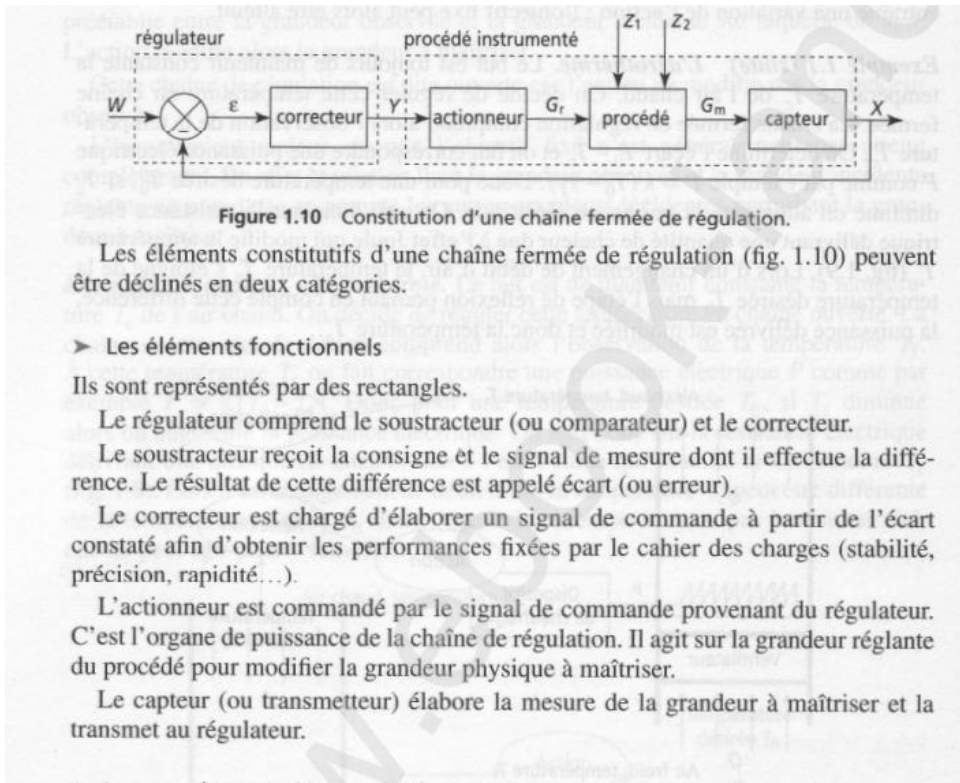 Z1 Z2
régulateur procédé instrumenté
W ε correcteur Y actionneur Gr procédé Gm capteur X
Figure 1.10 Constitution d'une chaîne fermée de régulation.
Les éléments constitutifs d'une chaîne fermée de régulation (fig. 1.10) peuvent
être déclinés en deux catégories.
➤ Les éléments fonctionnels
Ils sont représentés par des rectangles.
Le régulateur comprend le soustracteur (ou comparateur) et le correcteur.
Le soustracteur reçoit la consigne et le signal de mesure dont il effectue la diffé-
rence. Le résultat de cette différence est appelé écart (ou erreur).
Le correcteur est chargé d'élaborer un signal de commande à partir de l'écart
constaté afin d'obtenir les performances fixées par le cahier des charges (stabilité,
précision, rapidité…).
L'actionneur est commandé par le signal de commande provenant du régulateur.
C'est l'organe de puissance de la chaîne de régulation. Il agit sur la grandeur réglante
du procédé pour modifier la grandeur physique à maîtriser.
Le capteur (ou transmetteur) élabore la mesure de la grandeur à maîtriser et la
transmet au régulateur.